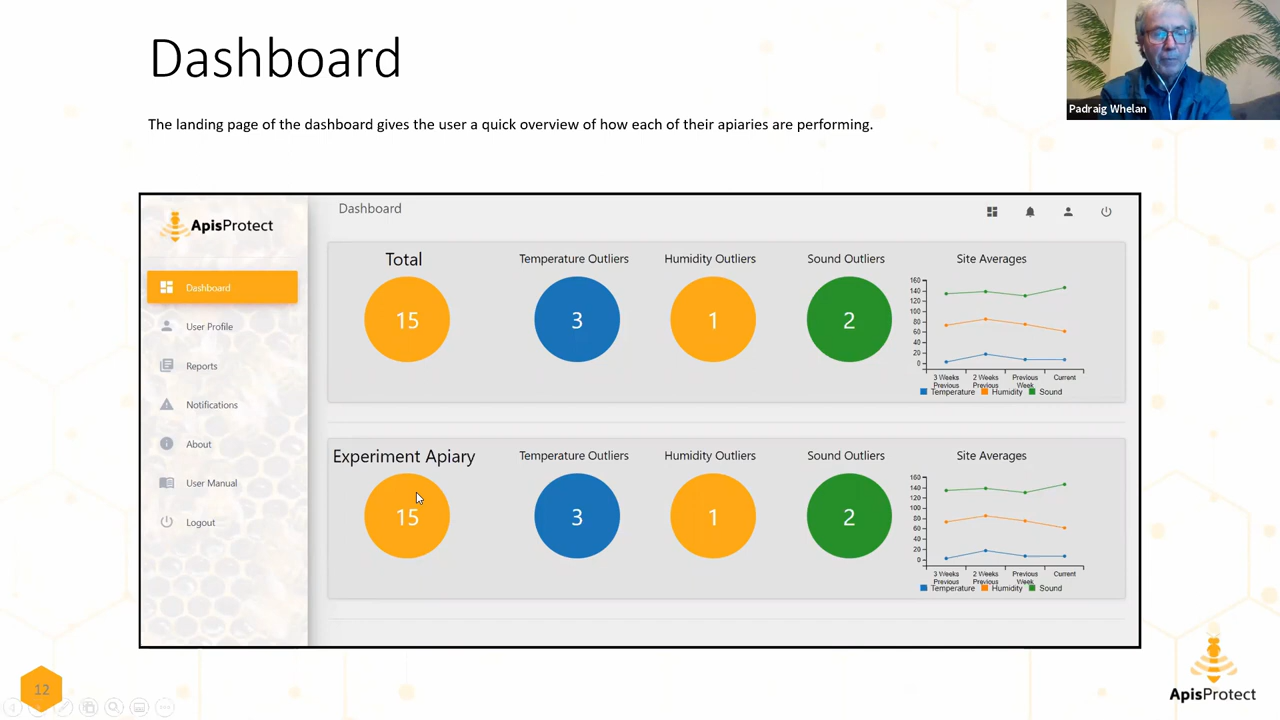 Dashboard
Padraig Whelan
The landing page of the dashboard gives the user a quick overview of how each of their apiaries are performing.
ApisProtect
Dashboard
User Profile
Reports
Notifications
About
User Manual
Logout
Dashboard
Total
Temperature Outliers
Humidity Outliers
Sound Outliers
Site Averages
15
3
1
2
160
140
120
100
80
60
40
20
0
3 Weeks Previous
2 Weeks Previous
Previous Week
Current
Temperature
Humidity
Sound
Experiment Apiary
Temperature Outliers
Humidity Outliers
Sound Outliers
Site Averages
15
3
1
2
160
140
120
100
80
60
40
20
0
3 Weeks Previous
2 Weeks Previous
Previous Week
Current
Temperature
Humidity
Sound
12
ApisProtect